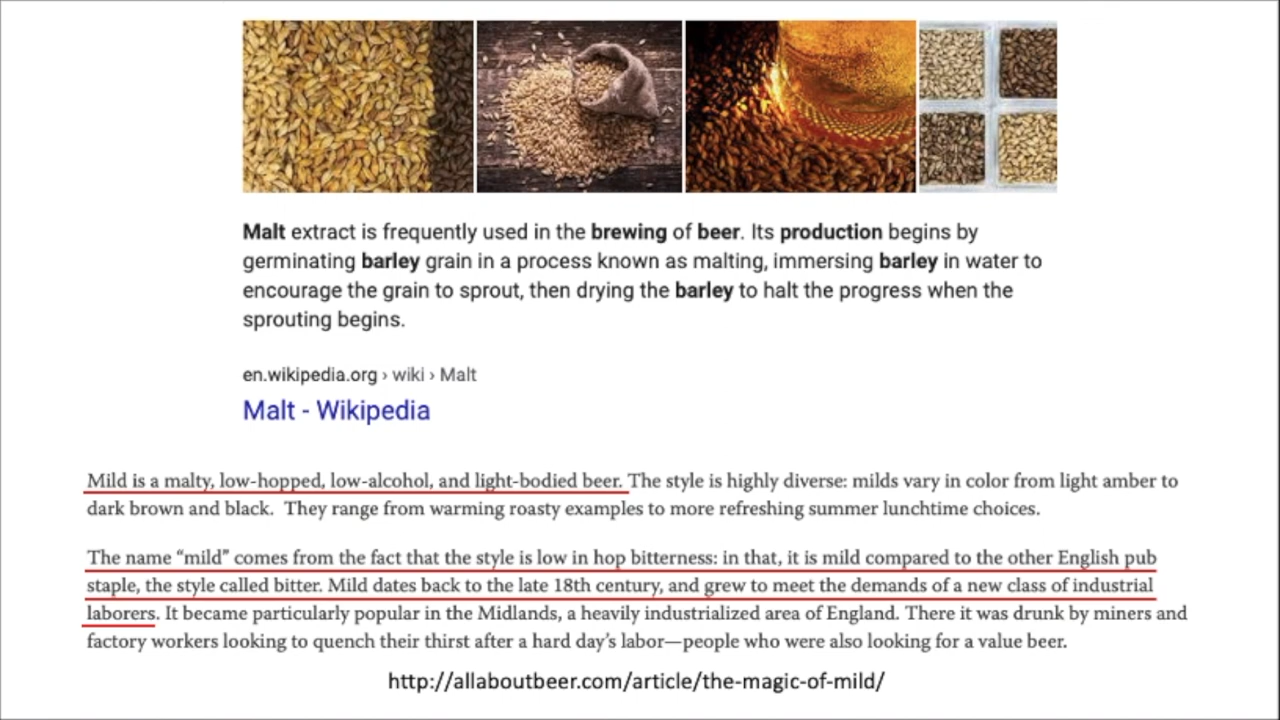 Malt extract is frequently used in the brewing of beer. Its production begins by
germinating barley grain in a process known as malting, immersing barley in water to
encourage the grain to sprout, then drying the barley to halt the progress when the
sprouting begins.
en.wikipedia.org › wiki › Malt
Malt - Wikipedia
Mild is a malty, low-hopped, low-alcohol, and light-bodied beer. The style is highly diverse: milds vary in color from light amber to
dark brown and black.  They range from warming roasty examples to more refreshing summer lunchtime choices.
The name “mild” comes from the fact that the style is low in hop bitterness: in that, it is mild compared to the other English pub
staple, the style called bitter. Mild dates back to the late 18th century, and grew to meet the demands of a new class of industrial
laborers. It became particularly popular in the Midlands, a heavily industrialized area of England. There it was drunk by miners and
factory workers looking to quench their thirst after a hard day’s labor—people who were also looking for a value beer.
http://allaboutbeer.com/article/the-magic-of-mild/